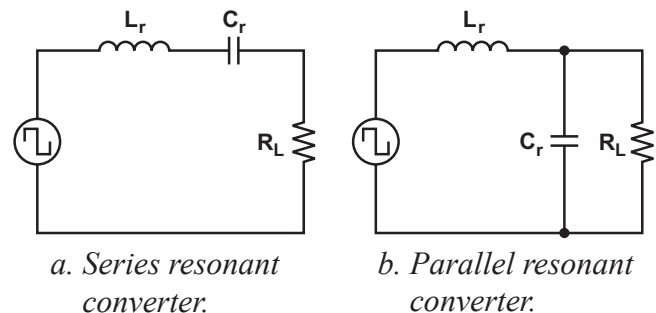 Lr Cr
RL
a. Series resonant
converter.
Lr
Cr RL
b. Parallel resonant
converter.